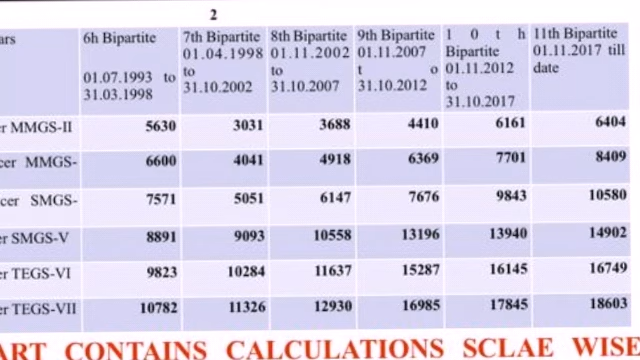 2
ars 6h Bipartite 7th Bipartite 8th Bipartite 9th Bipartite 1 0 t h 11th Bipartite
01.04.1998 01.11.2002 01.11.2007 Bipartite 01.11.2017 till
01.07.1993 to to to t o 01.11.2012 date
31.03.1998 31.10.2002 31.10.2007 31.10.2012 to
31.10.2017
er MMGS-II 5630 3031 3688 4410 6161 6404
cer MMGS- 6600 4041 4918 6369 7701 8409
cer SMGS- 7571 5051 6147 7676 9843 10580
er SMGS-V 8891 9093 10558 13196 13940 14902
er TEGS-VI 9823 10284 11637 15287 16145 16749
er TEGS-VII 10782 11326 12930 16985 17845 18603
ART CONTAINS CALCULATIONS SCLAE WISE